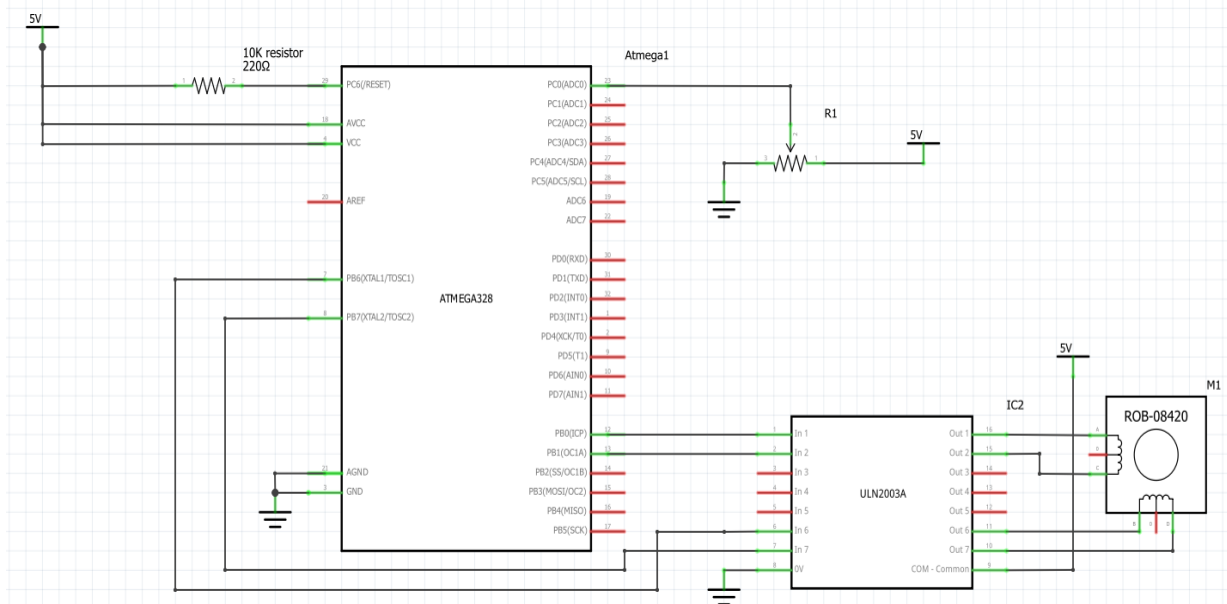 5V
10K resistor
220Ω
Atmega1
1
2
29
PC6(/RESET)
18
AVCC
4
VCC
20
AREF
7
PB6(XTAL1/TOSC1)
8
PB7(XTAL2/TOSC2)
21
AGND
3
GND
ATMEGA328
PC0(ADC0)
23
PC1(ADC1)
24
PC2(ADC2)
25
PC3(ADC3)
26
PC4(ADC4/SDA)
27
PC5(ADC5/SCL)
28
ADC6
19
ADC7
22
PD0(RXD)
30
PD1(TXD)
31
PD2(INT0)
32
PD3(INT1)
1
PD4(XCK/T0)
2
PD5(T1)
9
PD6(AIN0)
10
PD7(AIN1)
11
PB0(ICP)
12
PB1(OC1A)
13
PB2(SS/OC1B)
14
PB3(MOSI/OC2)
15
PB4(MISO)
16
PB5(SCK)
17
R1
2
3
1
5V
5V
IC2
1
In 1
2
In 2
3
In 3
4
In 4
5
In 5
6
In 6
7
In 7
8
0V
ULN2003A
Out 1
16
Out 2
15
Out 3
14
Out 4
13
Out 5
12
Out 6
11
Out 7
10
COM - Common
9
M1
ROB-08420
A
C